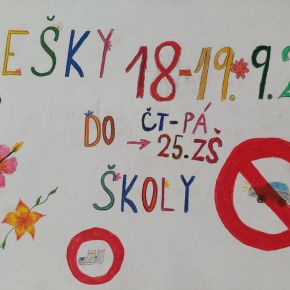 EŠKY 18-19.9.2
DO ČT-PÁ
→ 25.ZŠ
ŠKOLY